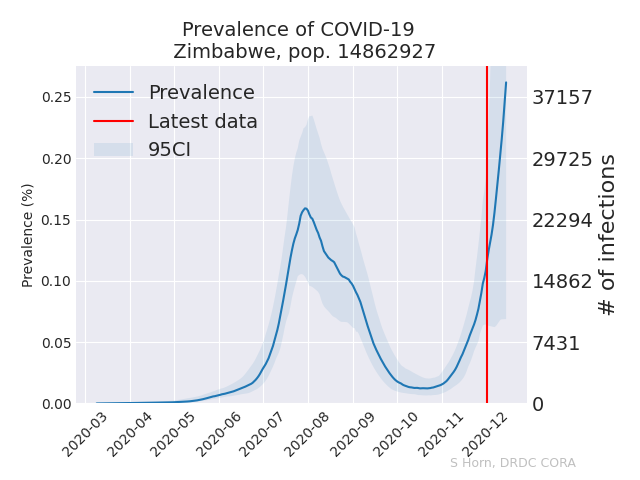 Prevalence of COVID-19
Zimbabwe, pop. 14862927
Prevalence
Latest data
95CI
Prevalence (%)
0.25
0.20
0.15
0.10
0.05
0.00
37157
29725
22294
14862
7431
0
# of infections
2020-03
2020-04
2020-05
2020-06
2020-07
2020-08
2020-09
2020-10
2020-11
2020-12
S Horn, DRDC CORA